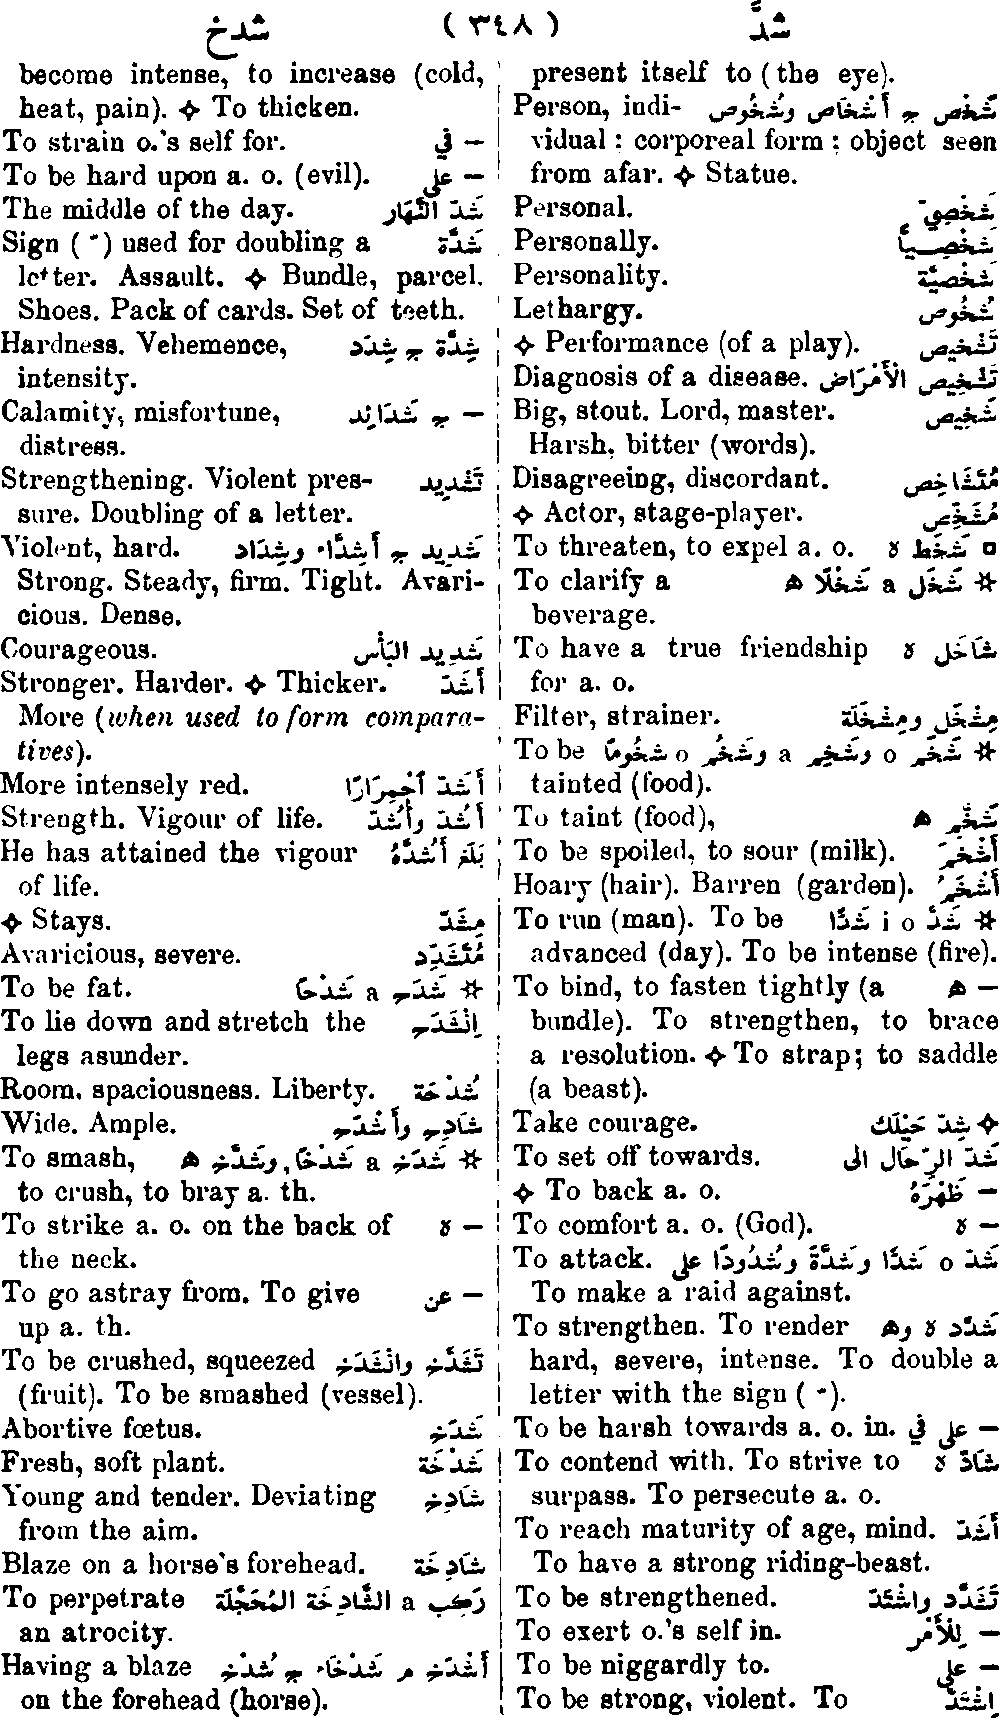 شدخ ( ٣٤٨ ) شدَّ
present itself to (the eye).
Person, indi- شَخْص ج أَشْخَاص وشُخُوص
vidual : corporeal form : object seen
from afar. ✧ Statue.
Personal. شَخْصِيّ
Personally. شَخْصِيًّا
Personality. شَخْصِيَّة
Lethargy. شُخُوص
✧ Performance (of a play). تَشْخِيص
Diagnosis of a disease. تَشْخِيص الْأَمْرَاض
Big, stout. Lord, master. شَخِيص
Harsh, bitter (words).
Disagreeing, discordant. مُتَشَاخِص
✧ Actor, stage-player. مُشَخِّص
To threaten, to expel a. o. □ شَخَط ه
To clarify a ☆ شَخَل a شَخْلًا ھ
beverage.
To have a true friendship شَاخَل ه
for a. o.
Filter, strainer. مِشْخَل ومِشْخَلَة
To be ☆ شَخَم o وشَخِم a وشَخُم o شُخُومًا
tainted (food).
To taint (food), شَخَّم ھ
To be spoiled, to sour (milk). أَشْخَمَ
Hoary (hair). Barren (garden). أَشْخَمُ
To run (man). To be ☆ شَدَّ i o شَدًّا
advanced (day). To be intense (fire).
To bind, to fasten tightly (a — ھ
bundle). To strengthen, to brace
a resolution. ✧ To strap; to saddle
(a beast).
Take courage. ✧ شِدّ حَيْلَك
To set off towards. شَدّ الرِّحَال الى
✧ To back a. o. — ظَهْرَهُ
To comfort a. o. (God). — ه
To attack. شَدّ o شَدًّا وشَدَّةً وشُدُودًا على
To make a raid against.
To strengthen. To render شَدَّد ه وھ
hard, severe, intense. To double a
letter with the sign ( ّ ).
To be harsh towards a. o. in. — على في
To contend with. To strive to شَادَّ ه
surpass. To persecute a. o.
To reach maturity of age, mind. أَشَدّ
To have a strong riding-beast.
To be strengthened. تَشَدَّد واشْتَدّ
To exert o.'s self in. — لِلْأَمْر
To be niggardly to. — على
To be strong, violent. To اِشْتَدّ
become intense, to increase (cold,
heat, pain). ✧ To thicken.
To strain o.'s self for. — في
To be hard upon a. o. (evil). — على
The middle of the day. شَدّ النَّهَار
Sign ( ّ ) used for doubling a شَدَّة
letter. Assault. ✧ Bundle, parcel.
Shoes. Pack of cards. Set of teeth.
Hardness. Vehemence, شِدَّة ج شِدَد
intensity.
Calamity, misfortune, — ج شَدَائِد
distress.
Strengthening. Violent pres- تَشْدِيد
sure. Doubling of a letter.
Violent, hard. شَدِيد ج أَشِدَّاء وشِدَاد
Strong. Steady, firm. Tight. Avari-
cious. Dense.
Courageous. شَدِيد البَأْس
Stronger. Harder. ✧ Thicker. أَشَدّ
More (when used to form compara-
tives).
More intensely red. أَشَدّ ٱحْمِرَارًا
Strength. Vigour of life. أَشُدّ وأُشُدّ
He has attained the vigour بَلَغ أَشُدَّهُ
of life.
✧ Stays. مِشَدّ
Avaricious, severe. مُتَشَدِّد
To be fat. ☆ شَدَح a شَدْحًا
To lie down and stretch the اِنْشَدَح
legs asunder.
Room, spaciousness. Liberty. شُدْحَة
Wide. Ample. شَادِح وأَشْدَح
To smash, ☆ شَدَخ a شَدْخًا, وشَدَّخ ھ
to crush, to bray a. th.
To strike a. o. on the back of — ه
the neck.
To go astray from. To give — عن
up a. th.
To be crushed, squeezed تَشَدَّخ وانْشَدَخ
(fruit). To be smashed (vessel).
Abortive fœtus. شَدَخ
Fresh, soft plant. شَدْخَة
Young and tender. Deviating شَادِخ
from the aim.
Blaze on a horse's forehead. شَادِخَة
To perpetrate رَكِب a الشَّادِخَة المُحَجَّلَة
an atrocity.
Having a blaze أَشْدَخ م شَدْخَاء ج شُدْخ
on the forehead (horse).